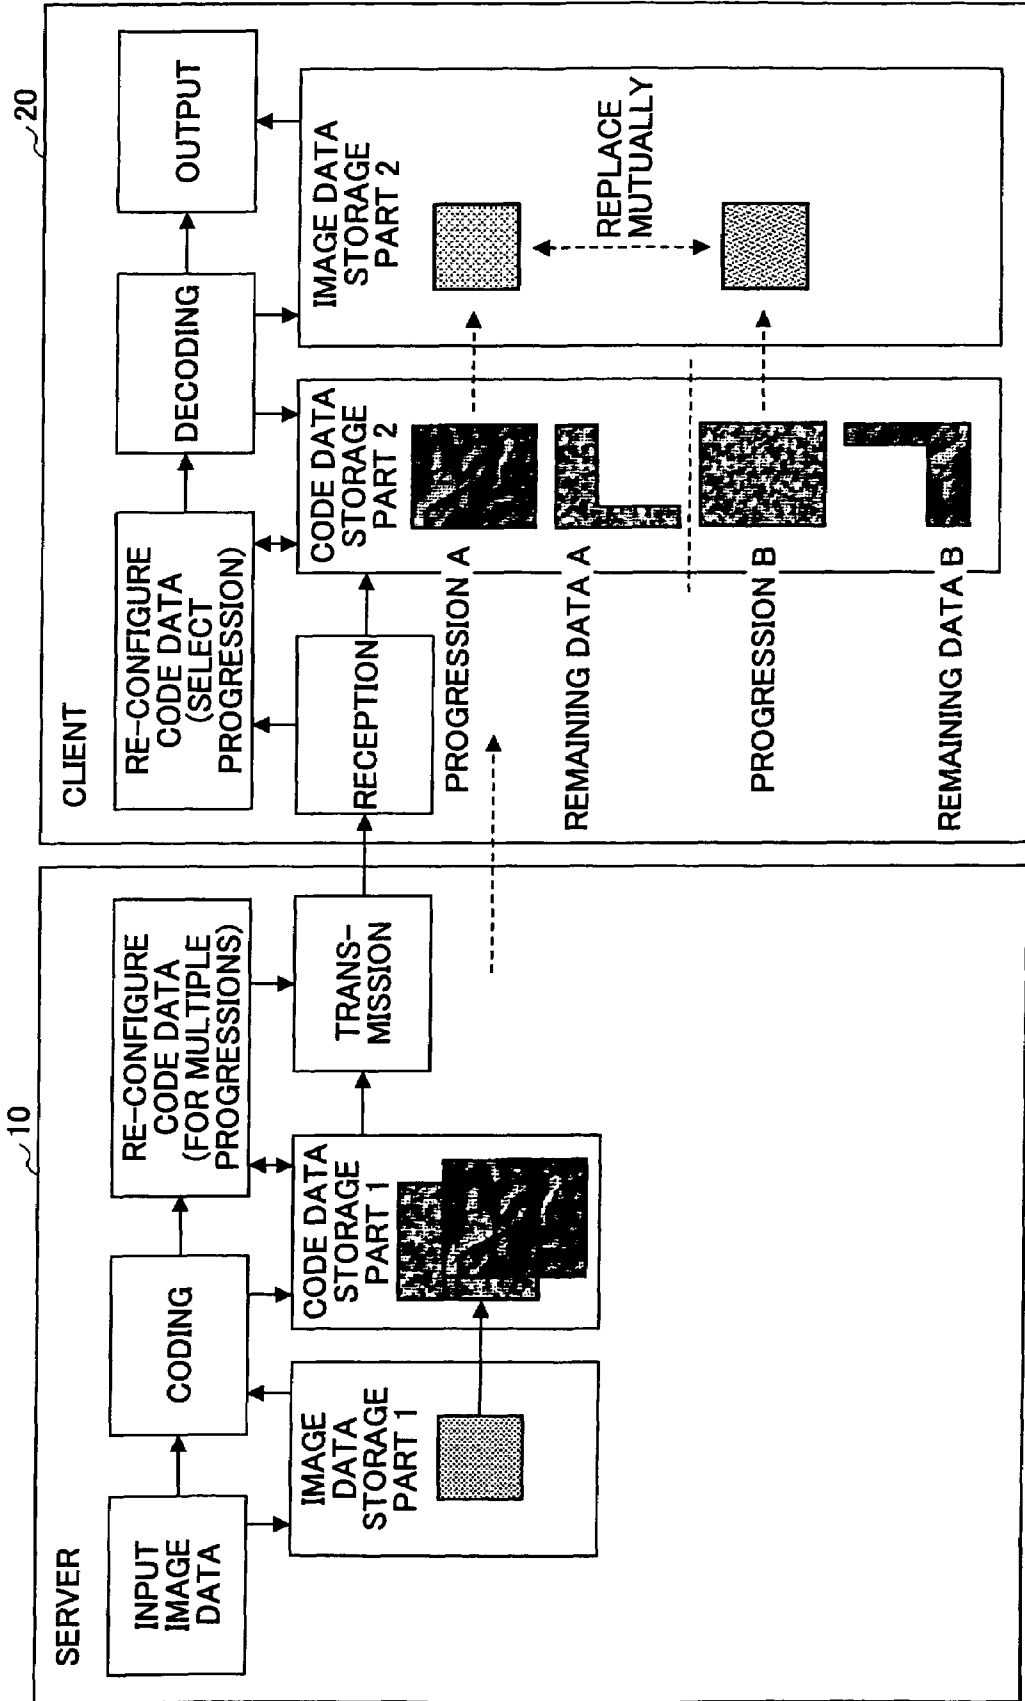 10
SERVER
INPUT
IMAGE
DATA
CODING
RE-CONFIGURE
CODE DATA
(FOR MULTIPLE
PROGRESSIONS)
IMAGE
DATA
STORAGE
PART 1
CODE DATA
STORAGE
PART 1
TRANS-
MISSION
20
CLIENT
RE-CONFIGURE
CODE DATA
(SELECT
PROGRESSION)
DECODING
OUTPUT
RECEPTION
CODE DATA
STORAGE
PART 2
IMAGE DATA
STORAGE
PART 2
PROGRESSION A
REMAINING DATA A
PROGRESSION B
REMAINING DATA B
REPLACE
MUTUALLY